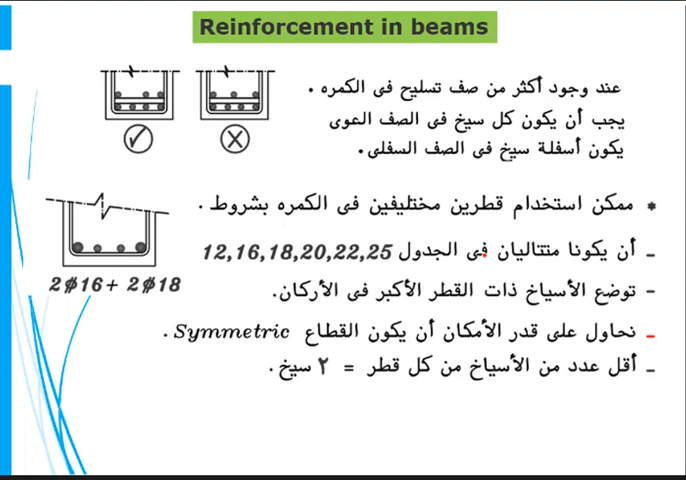 Reinforcement in beams
عند وجود أكثر من صف تسليح فى الكمره .
يجب أن يكون كل سيخ فى الصف العوى
يكون أسفلة سيخ فى الصف السفلى .
* ممكن استخدام قطرين مختليفين فى الكمره بشروط .
- أن يكونا متتاليان فى الجدول 12,16,18,20,22,25
2ϕ16+ 2ϕ18
- توضع الأسياخ ذات القطر الأكبر فى الأركان.
- نحاول على قدر الأمكان أن يكون القطاع Symmetric .
- أقل عدد من الأسياخ من كل قطر = ٢ سيخ .